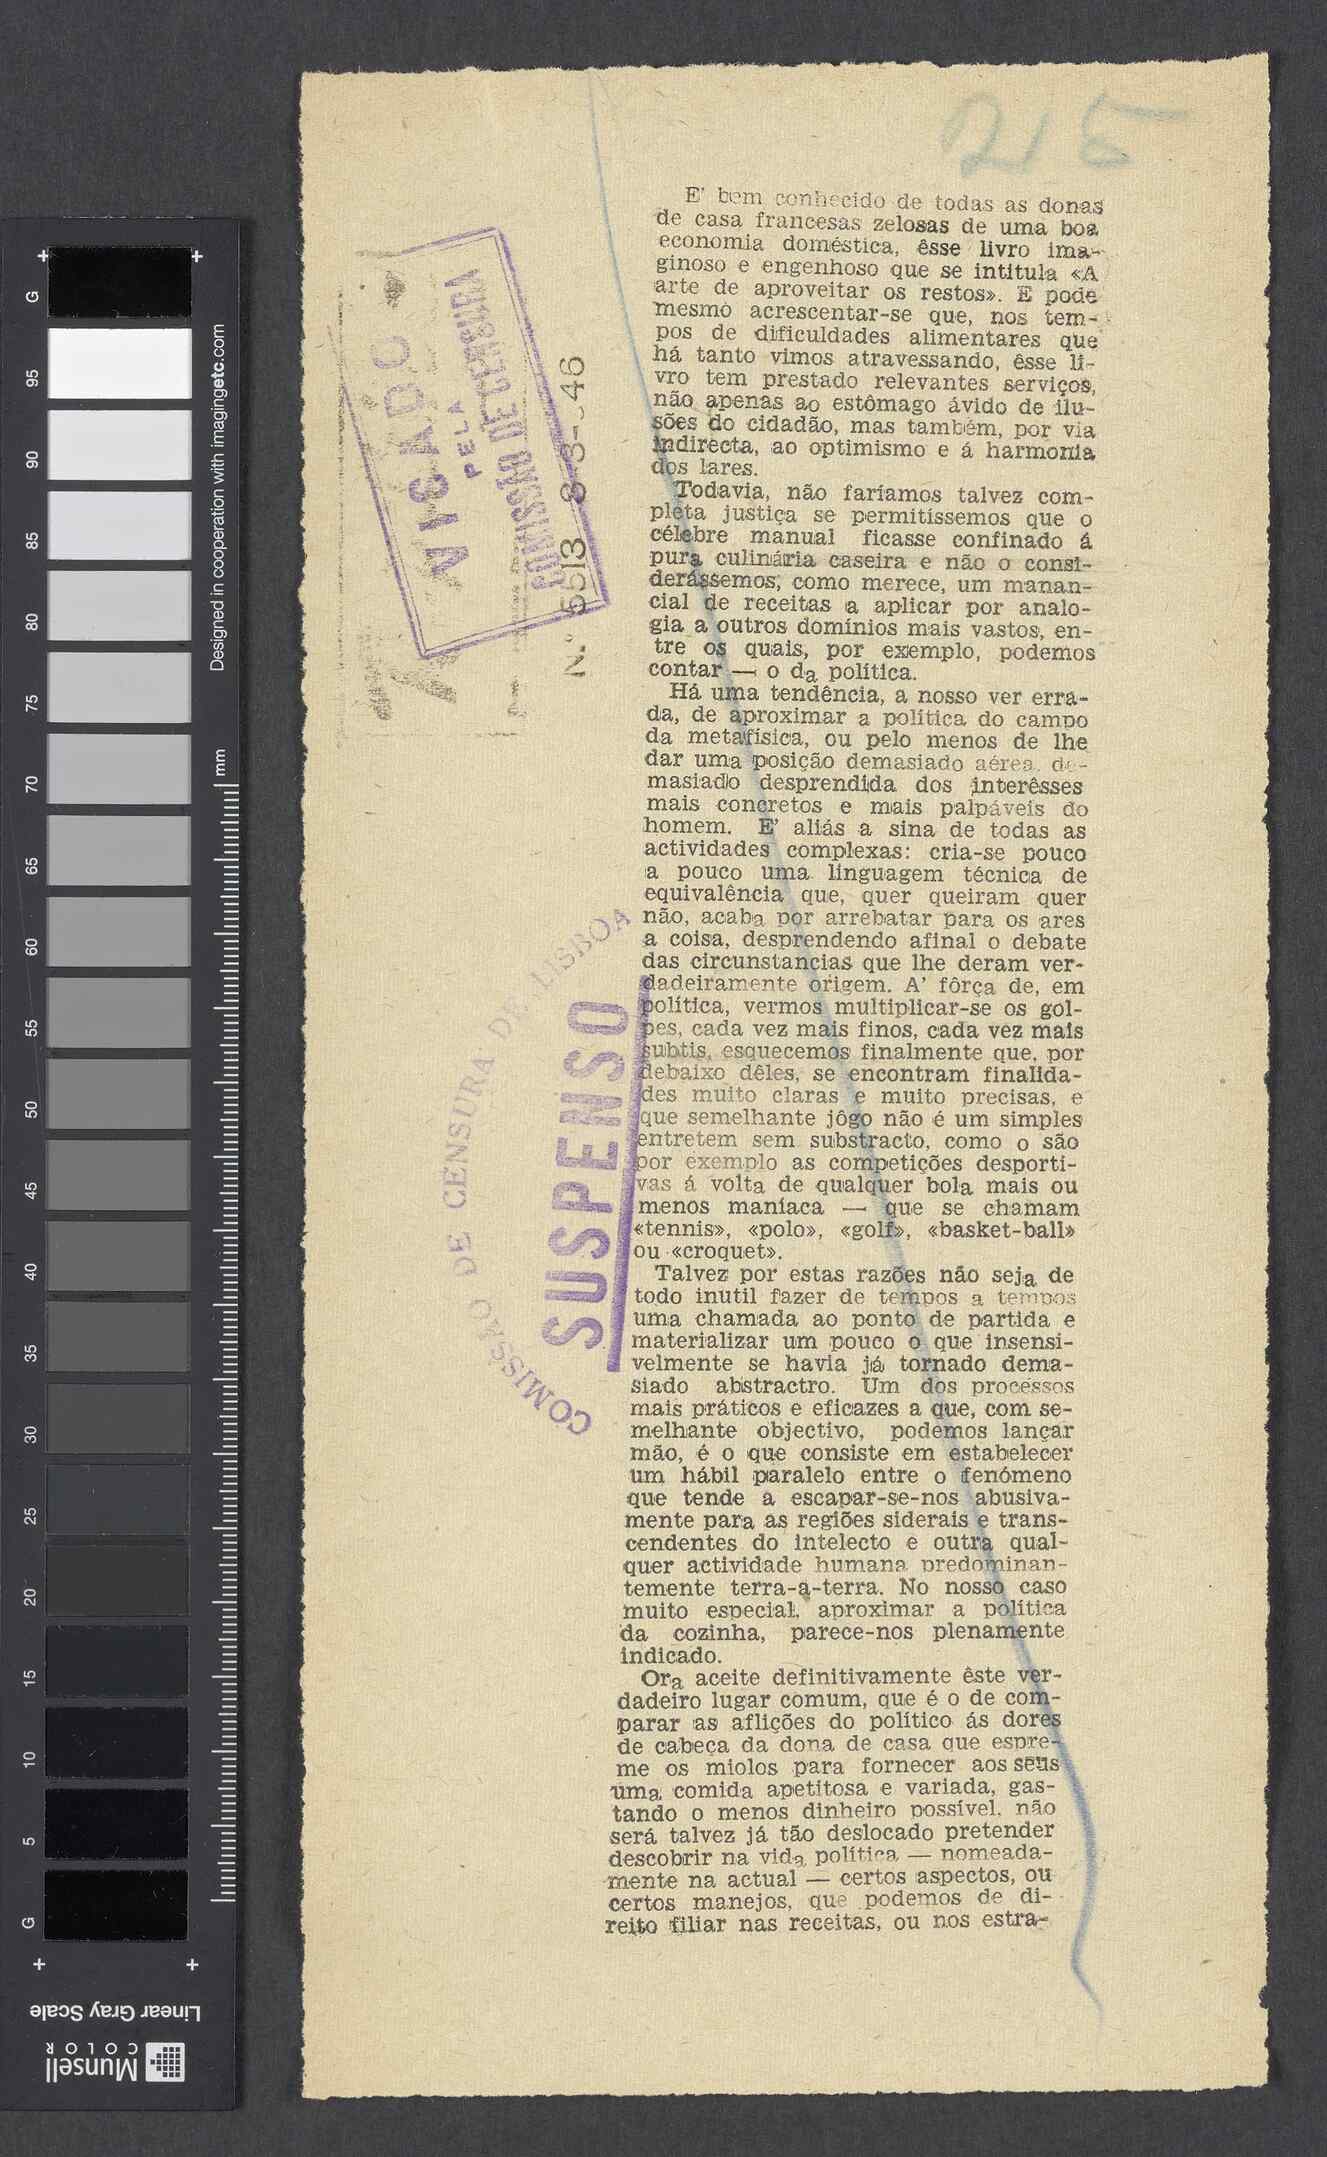 215
E' bem conhecido de todas as donas
de casa francesas zelosas de uma boa
economia doméstica, êsse livro ima-
ginoso e engenhoso que se intitula «A
arte de aproveitar os restos». E pode
mesmo acrescentar-se que, nos tem-
pos de dificuldades alimentares que
há tanto vimos atravessando, êsse li-
vro tem prestado relevantes serviços,
não apenas ao estômago ávido de ilu-
sões do cidadão, mas também, por via
indirecta, ao optimismo e á harmonia
dos lares.
Todavia, não faríamos talvez com-
pleta justiça se permitíssemos que o
célebre manual ficasse confinado á
pura culinária caseira e não o consi-
derássemos, como merece, um manan-
cial de receitas a aplicar por analo-
gia a outros domínios mais vastos, en-
tre os quais, por exemplo, podemos
contar — o da política.
Há uma tendência, a nosso ver erra-
da, de aproximar a política do campo
da metafísica, ou pelo menos de lhe
dar uma posição demasiado aérea, de-
masiado desprendida dos interêsses
mais concretos e mais palpáveis do
homem. E' aliás a sina de todas as
actividades complexas: cria-se pouco
a pouco uma linguagem técnica de
equivalência que, quer queiram quer
não, acaba por arrebatar para os ares
a coisa, desprendendo afinal o debate
das circunstancias que lhe deram ver-
dadeiramente origem. A' fôrça de, em
política, vermos multiplicar-se os gol-
pes, cada vez mais finos, cada vez mais
subtis, esquecemos finalmente que, por
debaixo dêles, se encontram finalida-
des muito claras e muito precisas, e
que semelhante jôgo não é um simples
entretem sem substracto, como o são
por exemplo as competições desporti-
vas á volta de qualquer bola mais ou
menos maníaca — que se chamam
«tennis», «polo», «golf», «basket-ball»
ou «croquet».
Talvez por estas razões não seja de
todo inutil fazer de tempos a tempos
uma chamada ao ponto de partida e
materializar um pouco o que insensi-
velmente se havia já tornado dema-
siado abstractro. Um dos processos
mais práticos e eficazes a que, com se-
melhante objectivo, podemos lançar
mão, é o que consiste em estabelecer
um hábil paralelo entre o fenómeno
que tende a escapar-se-nos abusiva-
mente para as regiões siderais e trans-
cendentes do intelecto e outra qual-
quer actividade humana predominan-
temente terra-a-terra. No nosso caso
muito especial, aproximar a política
da cozinha, parece-nos plenamente
indicado.
Ora aceite definitivamente êste ver-
dadeiro lugar comum, que é o de com-
parar as aflições do político ás dores
de cabeça da dona de casa que espre-
me os miolos para fornecer aos seus
uma comida apetitosa e variada, gas-
tando o menos dinheiro possível, não
será talvez já tão deslocado pretender
descobrir na vida política — nomeada-
mente na actual — certos aspectos, ou
certos manejos, que podemos de di-
reito filiar nas receitas, ou nos estra-
VISADO
PELA
COMISSÃO DE CENSURA
N.º 5513 8-3-46
COMISSÃO DE CENSURA DE LISBOA
SUSPENSO
Designed in cooperation with imagingetc.com
mm
G
95
90
85
80
75
70
65
60
55
50
45
40
35
30
25
20
15
10
5
G
Linear Gray Scale
Munsell
COLOR